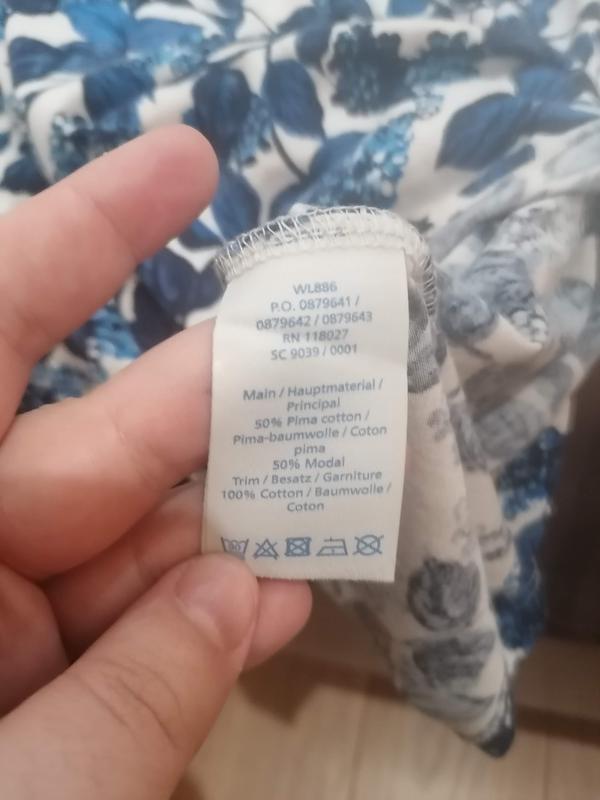 WL886
P.O. 0879641 /
0879642 / 0879643
RN 118027
SC 9039 / 0001
Main / Hauptmaterial /
Principal
50% Pima cotton /
Pima-baumwolle / Coton
pima
50% Modal
Trim / Besatz / Garniture
100% Cotton / Baumwolle /
Coton